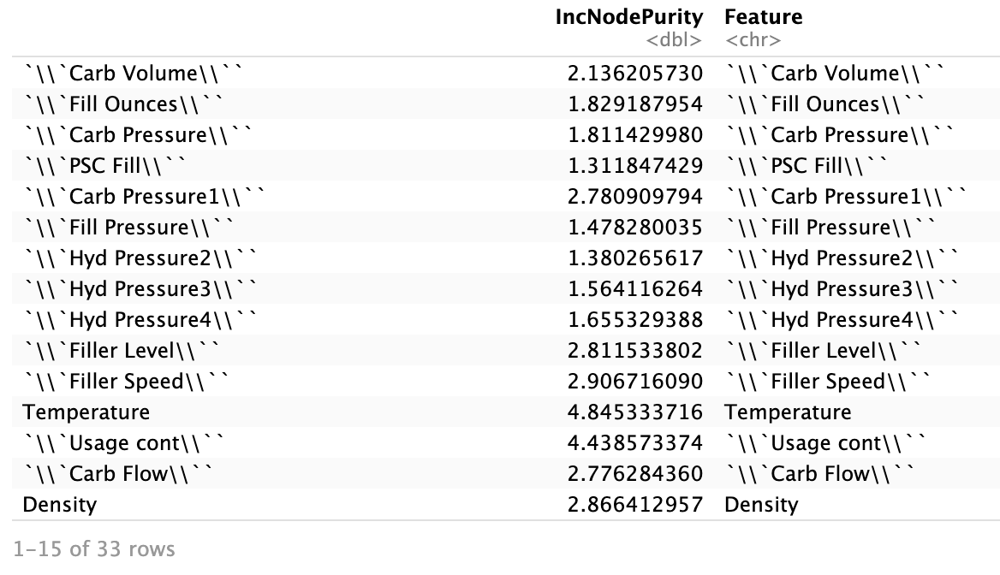 IncNodePurity Feature
<dbl> <chr>
`\\`Carb Volume\\`` 2.136205730 `\\`Carb Volume\\``
`\\`Fill Ounces\\`` 1.829187954 `\\`Fill Ounces\\``
`\\`Carb Pressure\\`` 1.811429980 `\\`Carb Pressure\\``
`\\`PSC Fill\\`` 1.311847429 `\\`PSC Fill\\``
`\\`Carb Pressure1\\`` 2.780909794 `\\`Carb Pressure1\\``
`\\`Fill Pressure\\`` 1.478280035 `\\`Fill Pressure\\``
`\\`Hyd Pressure2\\`` 1.380265617 `\\`Hyd Pressure2\\``
`\\`Hyd Pressure3\\`` 1.564116264 `\\`Hyd Pressure3\\``
`\\`Hyd Pressure4\\`` 1.655329388 `\\`Hyd Pressure4\\``
`\\`Filler Level\\`` 2.811533802 `\\`Filler Level\\``
`\\`Filler Speed\\`` 2.906716090 `\\`Filler Speed\\``
Temperature 4.845333716 Temperature
`\\`Usage cont\\`` 4.438573374 `\\`Usage cont\\``
`\\`Carb Flow\\`` 2.776284360 `\\`Carb Flow\\``
Density 2.866412957 Density
1-15 of 33 rows